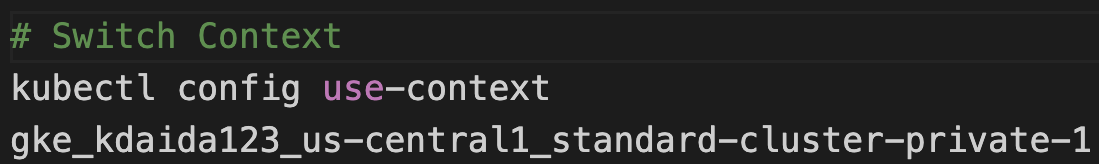 # Switch Context
kubectl config use-context
gke_kdaida123_us-central1_standard-cluster-private-1